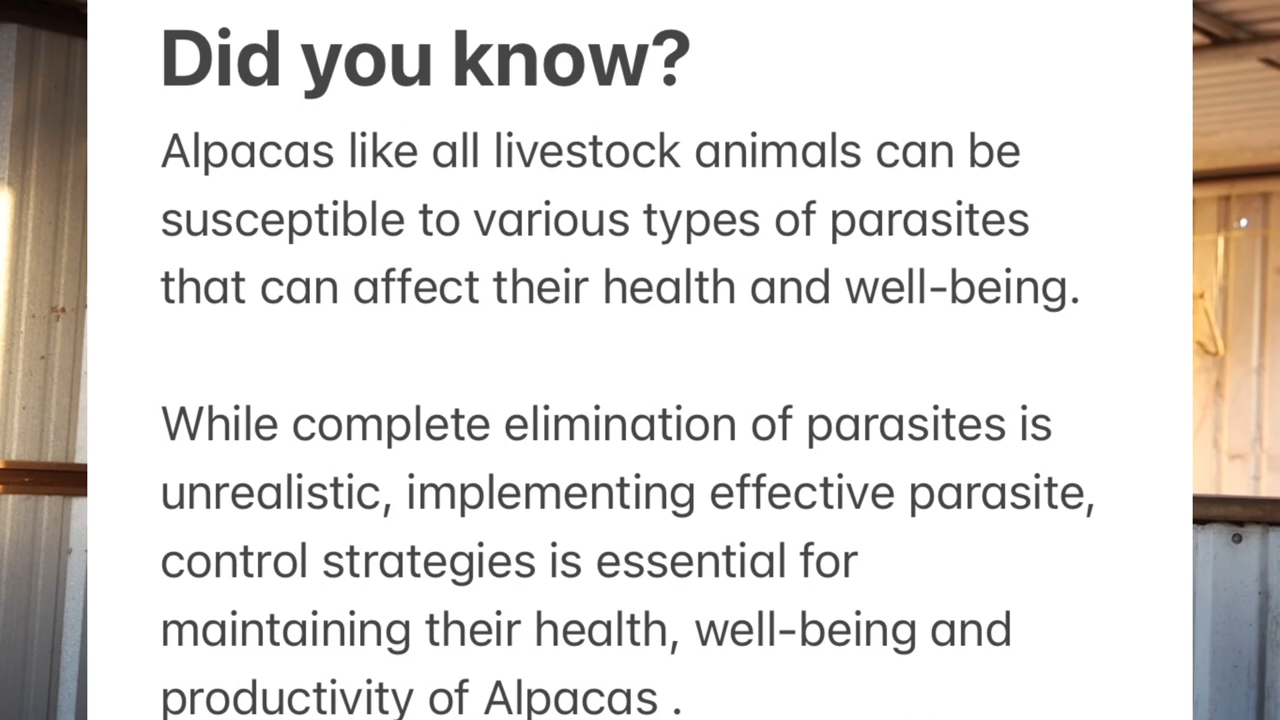 Did you know?
Alpacas like all livestock animals can be
susceptible to various types of parasites
that can affect their health and well-being.
While complete elimination of parasites is
unrealistic, implementing effective parasite,
control strategies is essential for
maintaining their health, well-being and
productivity of Alpacas .